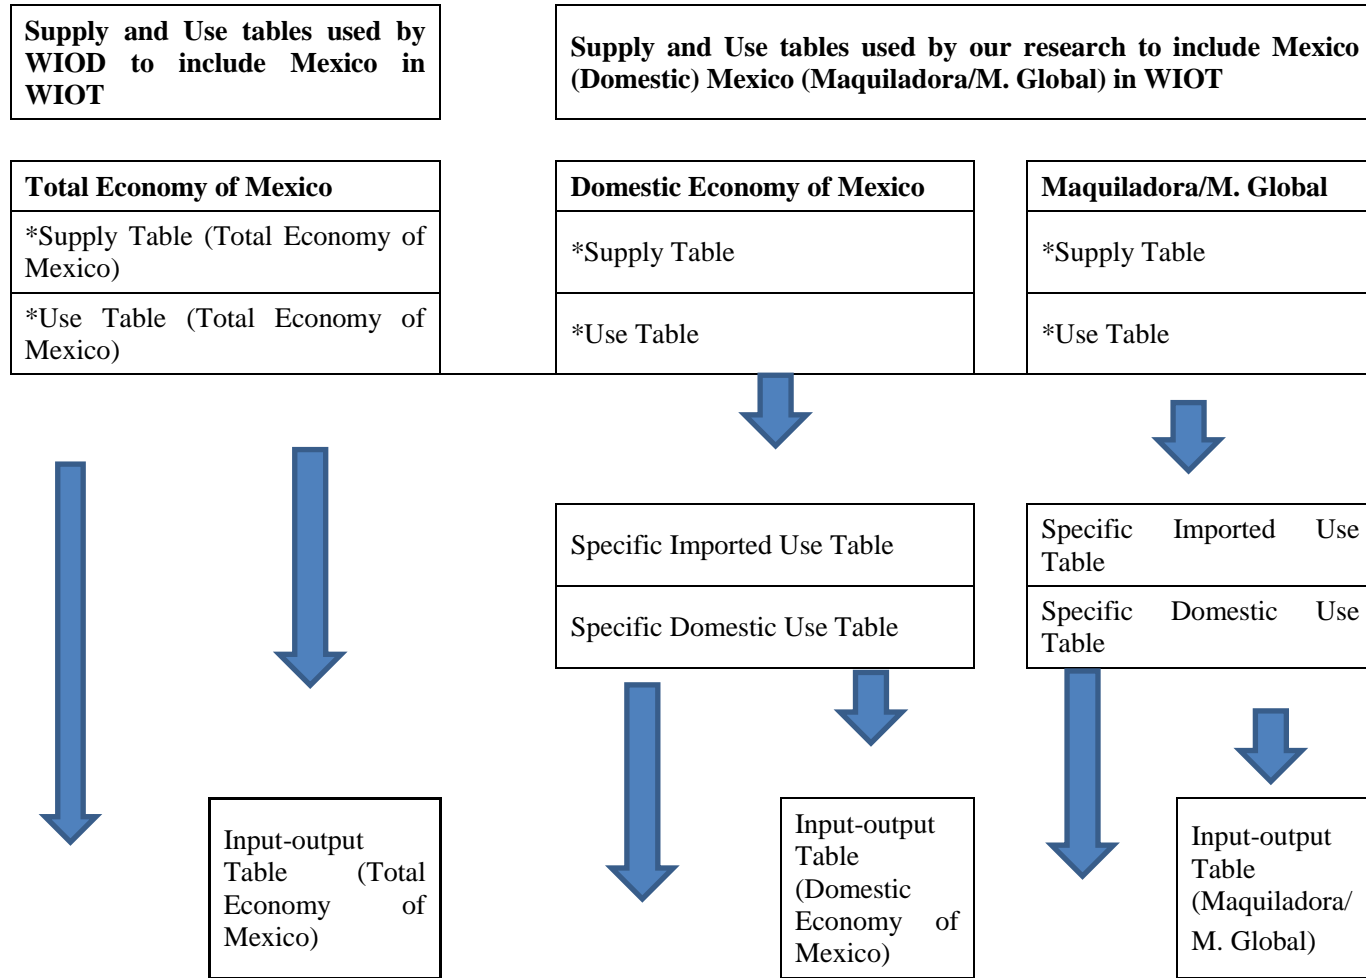 Supply and Use tables used by
WIOD to include Mexico in
WIOT
Supply and Use tables used by our research to include Mexico
(Domestic) Mexico (Maquiladora/M. Global) in WIOT
Total Economy of Mexico
*Supply Table (Total Economy of
Mexico)
*Use Table (Total Economy of
Mexico)
Domestic Economy of Mexico
*Supply Table
*Use Table
Maquiladora/M. Global
*Supply Table
*Use Table
Specific Imported Use Table
Specific Domestic Use Table
Specific Imported Use
Table
Specific Domestic Use
Table
Input-output
Table (Total
Economy of
Mexico)
Input-output
Table
(Domestic
Economy of
Mexico)
Input-output
Table
(Maquiladora/
M. Global)